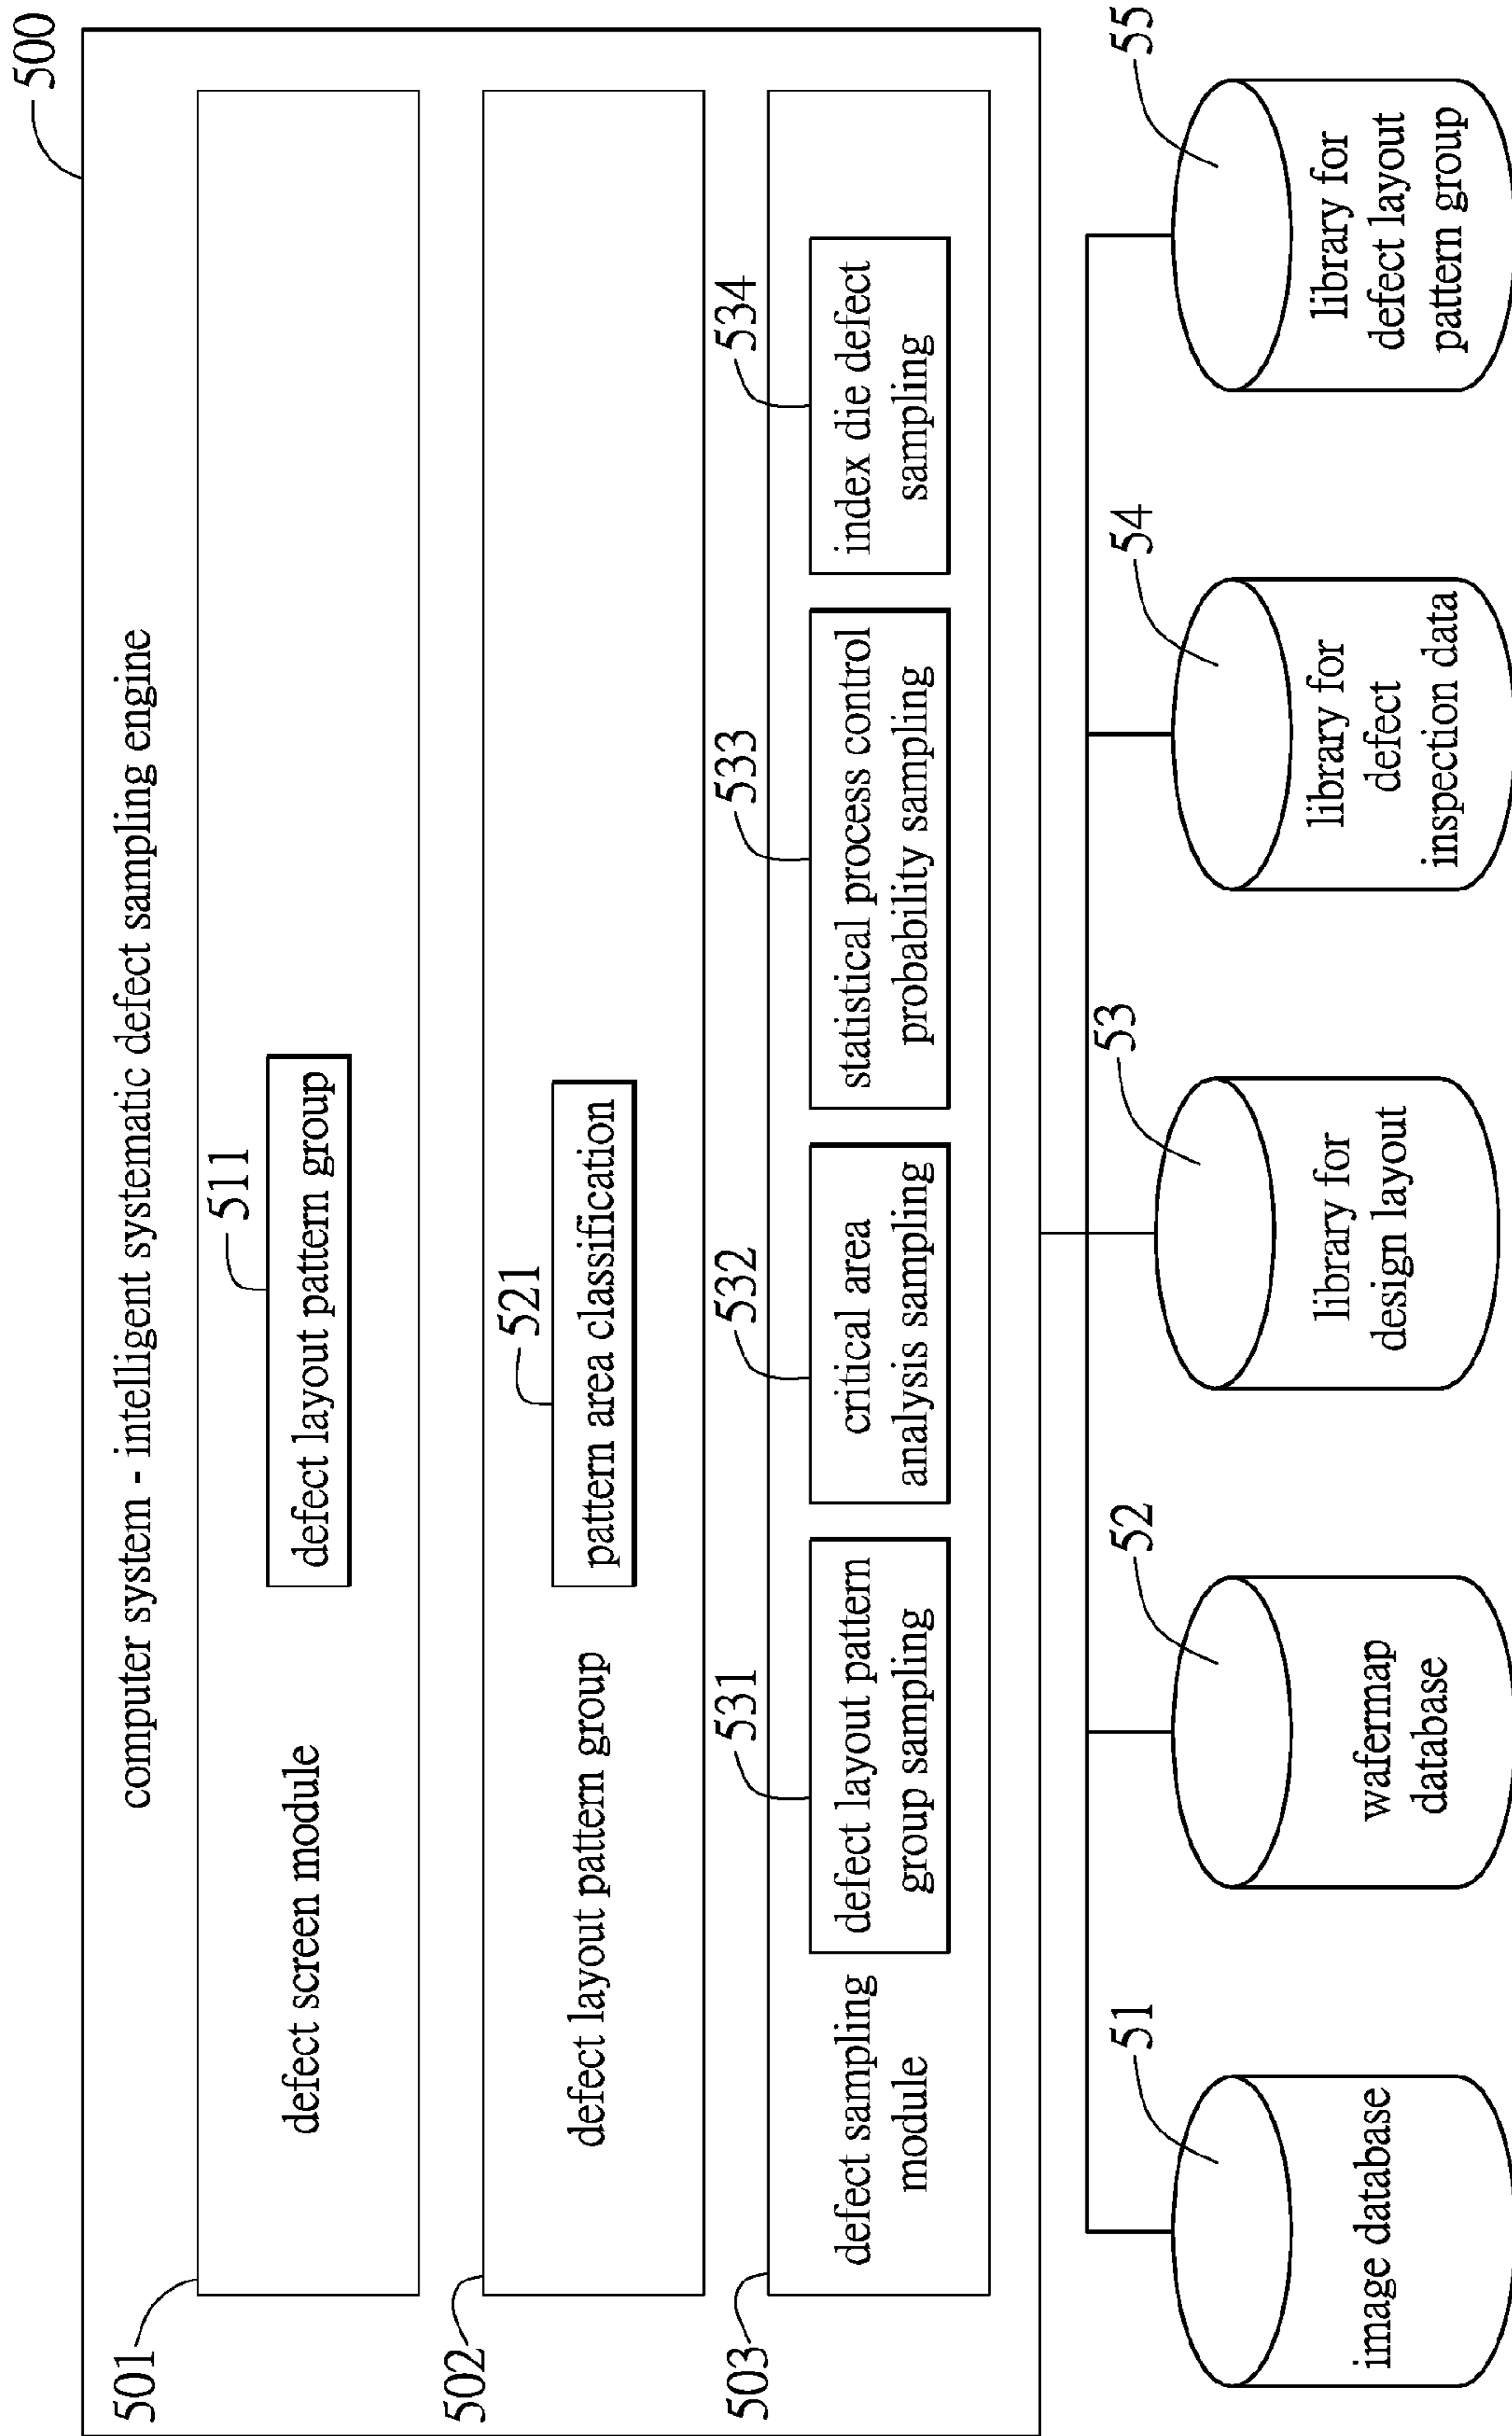 500
computer system - intelligent systematic defect sampling engine
501
defect screen module
511
defect layout pattern group
502
defect layout pattern group
521
pattern area classification
503
defect sampling
module
531
defect layout pattern
group sampling
532
critical area
analysis sampling
533
statistical process control
probability sampling
534
index die defect
sampling
51
image database
52
wafermap
database
53
library for
design layout
54
library for
defect
inspection data
55
library for
defect layout
pattern group